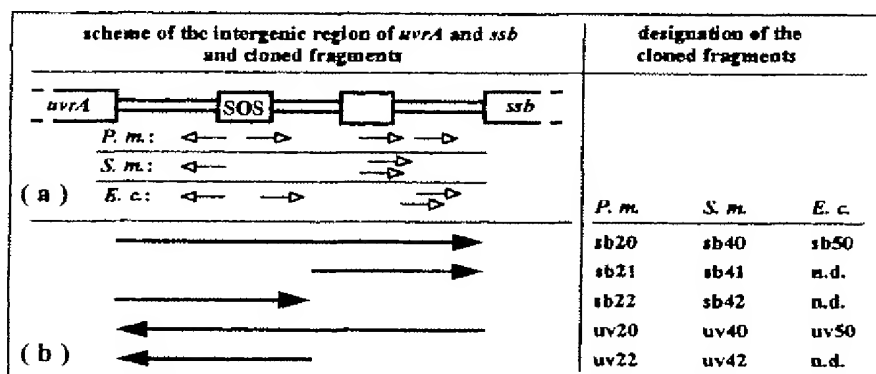 scheme of the intergenic region of uvrA and ssb and cloned fragments
designation of the cloned fragments
uvrA SOS ssb
P. m.:
S. m.:
(a) E. c.:
P. m. S. m. E. c.
sb20 sb40 sb50
sb21 sb41 n.d.
sb22 sb42 n.d.
uv20 uv40 uv50
(b) uv22 uv42 n.d.